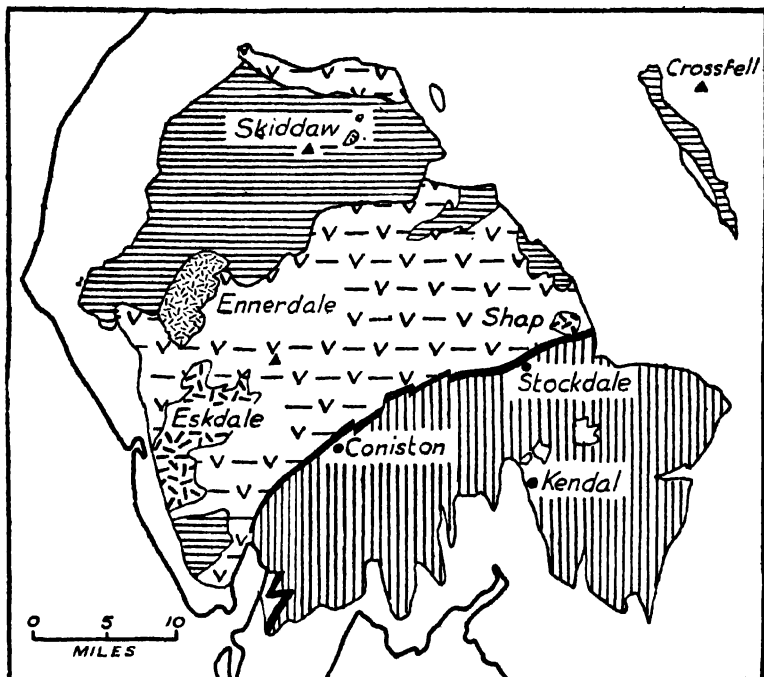 Crossfell
Skiddaw
Ennerdale
Shap
Stockdale
Eskdale
Coniston
Kendal
0 5 10
MILES